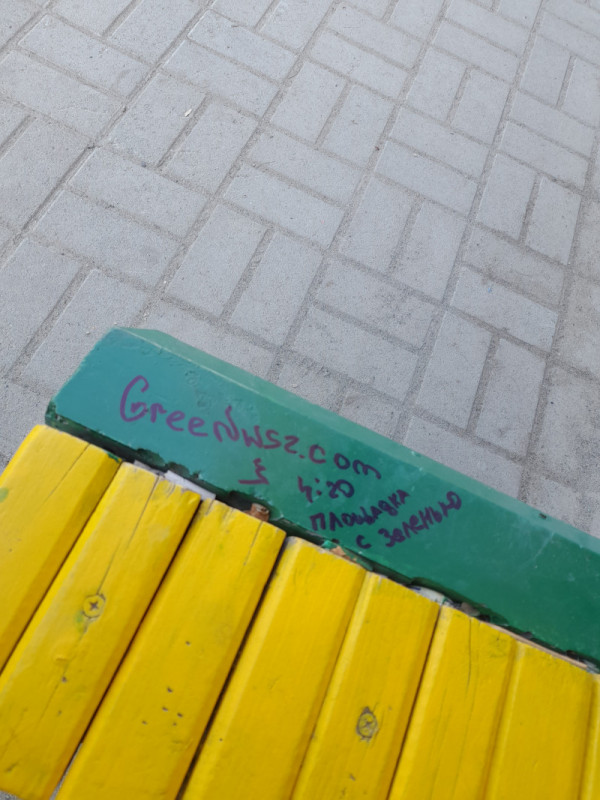 GreenWsz.com
4:20
площадка
с зеленью